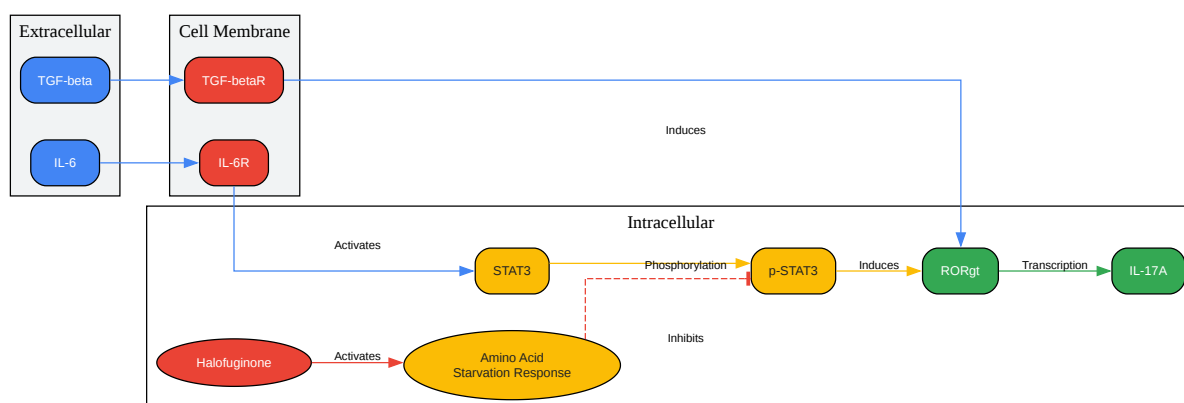 Extracellular
Cell Membrane
TGF-beta
TGF-betaR
Induces
IL-6
IL-6R
Intracellular
Activates
STAT3
Phosphorylation
p-STAT3
Induces
RORgt
Transcription
IL-17A
Inhibits
Halofuginone
Activates
Amino Acid
Starvation Response